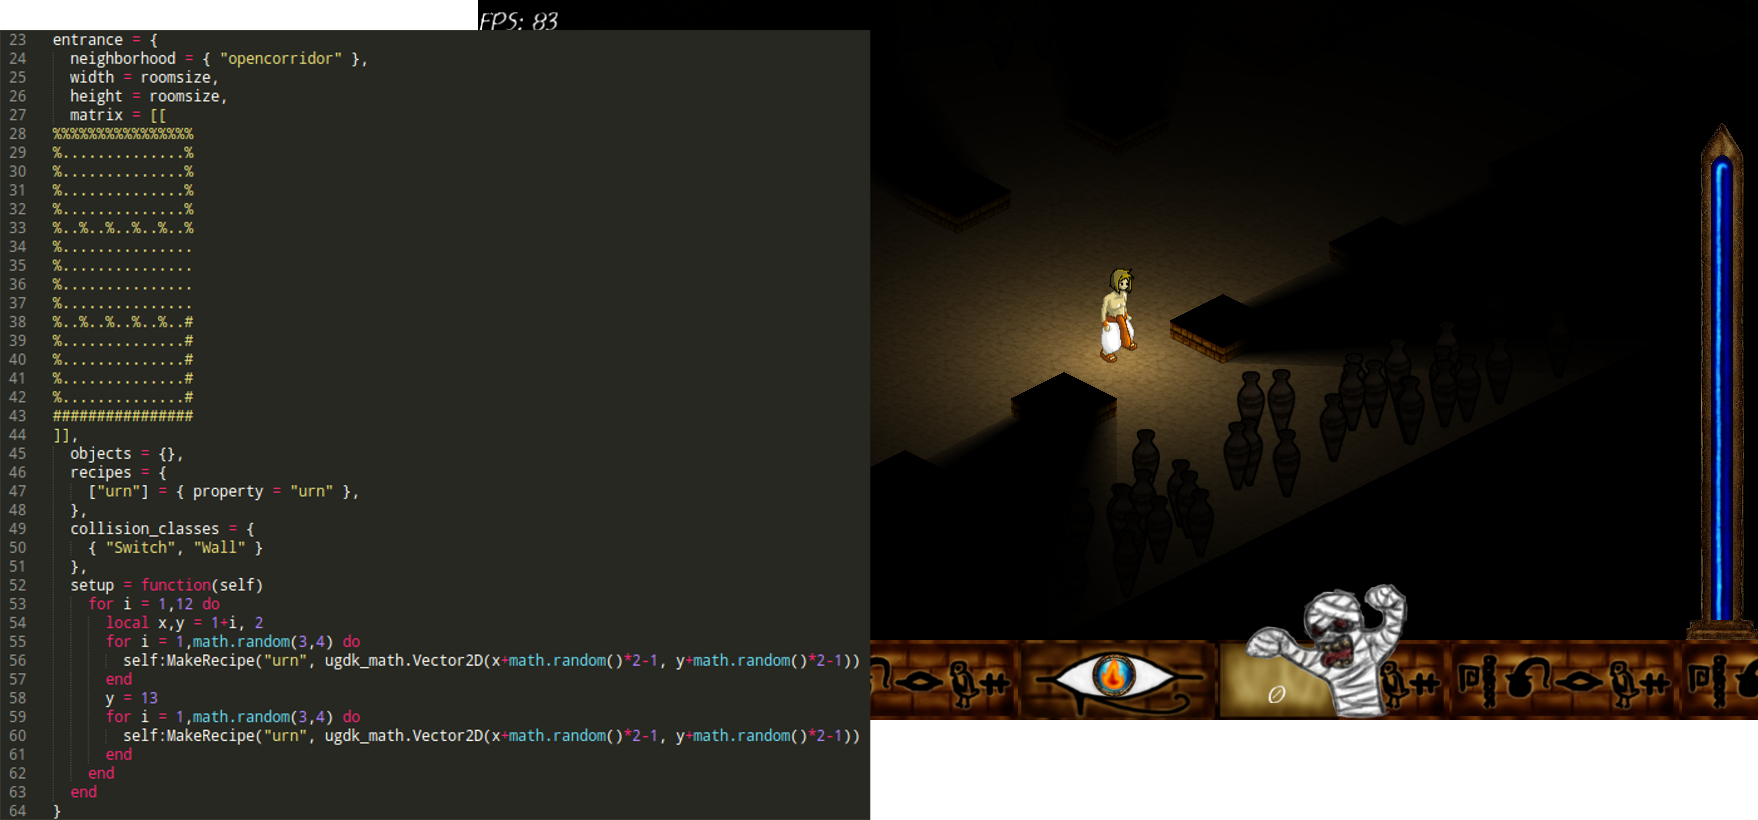 FPS: 83
23 entrance = {
24 neighborhood = { "opencorridor" },
25 width = roomsize,
26 height = roomsize,
27 matrix = [[
28 %%%%%%%%%%%%%%%%
29 %..............%
30 %..............%
31 %..............%
32 %..............%
33 %..%..%..%..%..%
34 %...............
35 %...............
36 %...............
37 %...............
38 %..%..%..%..%..#
39 %..............#
40 %..............#
41 %..............#
42 %..............#
43 ################
44 ]],
45 objects = {},
46 recipes = {
47 ["urn"] = { property = "urn" },
48 },
49 collision_classes = {
50 { "Switch", "Wall" }
51 },
52 setup = function(self)
53 for i = 1,12 do
54 local x,y = 1+i, 2
55 for i = 1,math.random(3,4) do
56 self:MakeRecipe("urn", ugdk_math.Vector2D(x+math.random()*2-1, y+math.random()*2-1))
57 end
58 y = 13
59 for i = 1,math.random(3,4) do
60 self:MakeRecipe("urn", ugdk_math.Vector2D(x+math.random()*2-1, y+math.random()*2-1))
61 end
62 end
63 end
64 }
0